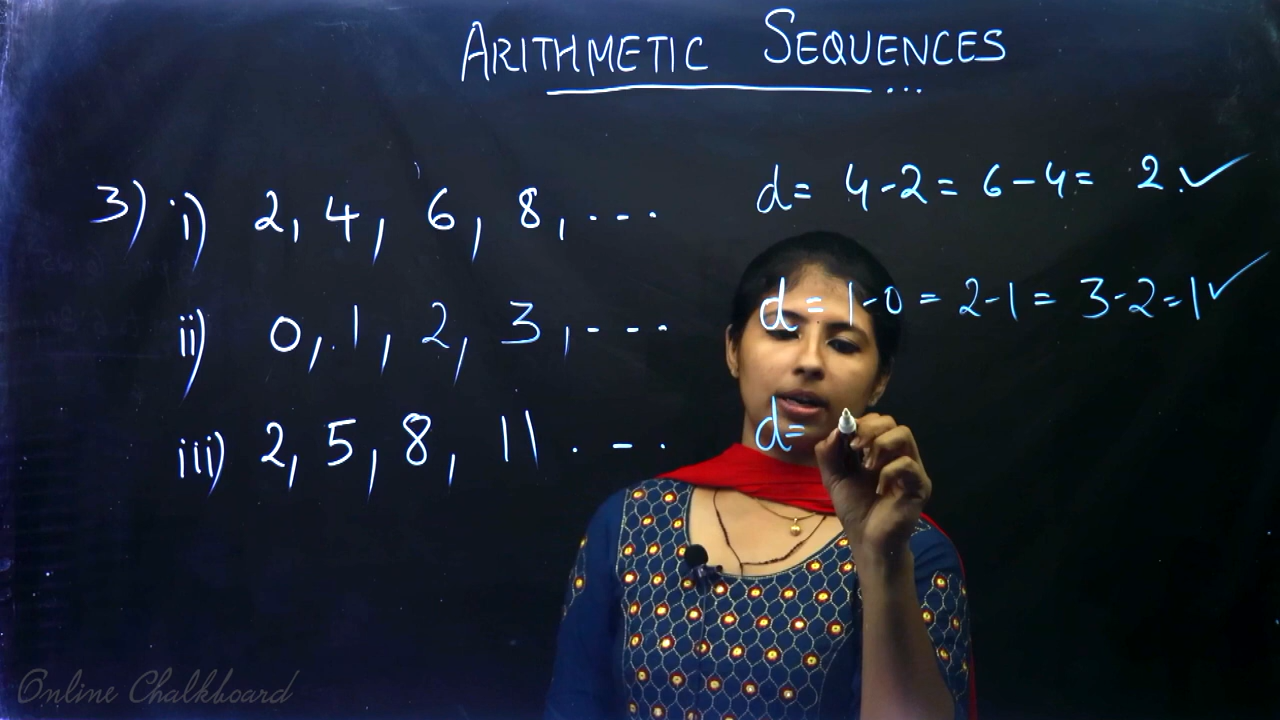 ARITHMETIC SEQUENCES ...
3) i) 2, 4, 6, 8, ... d= 4-2= 6-4= 2. ✓
ii) 0, 1, 2, 3, --- d= 1-0 = 2-1 = 3-2=1 ✓
iii) 2, 5, 8, 11 . - . d=
Online Chalkboard